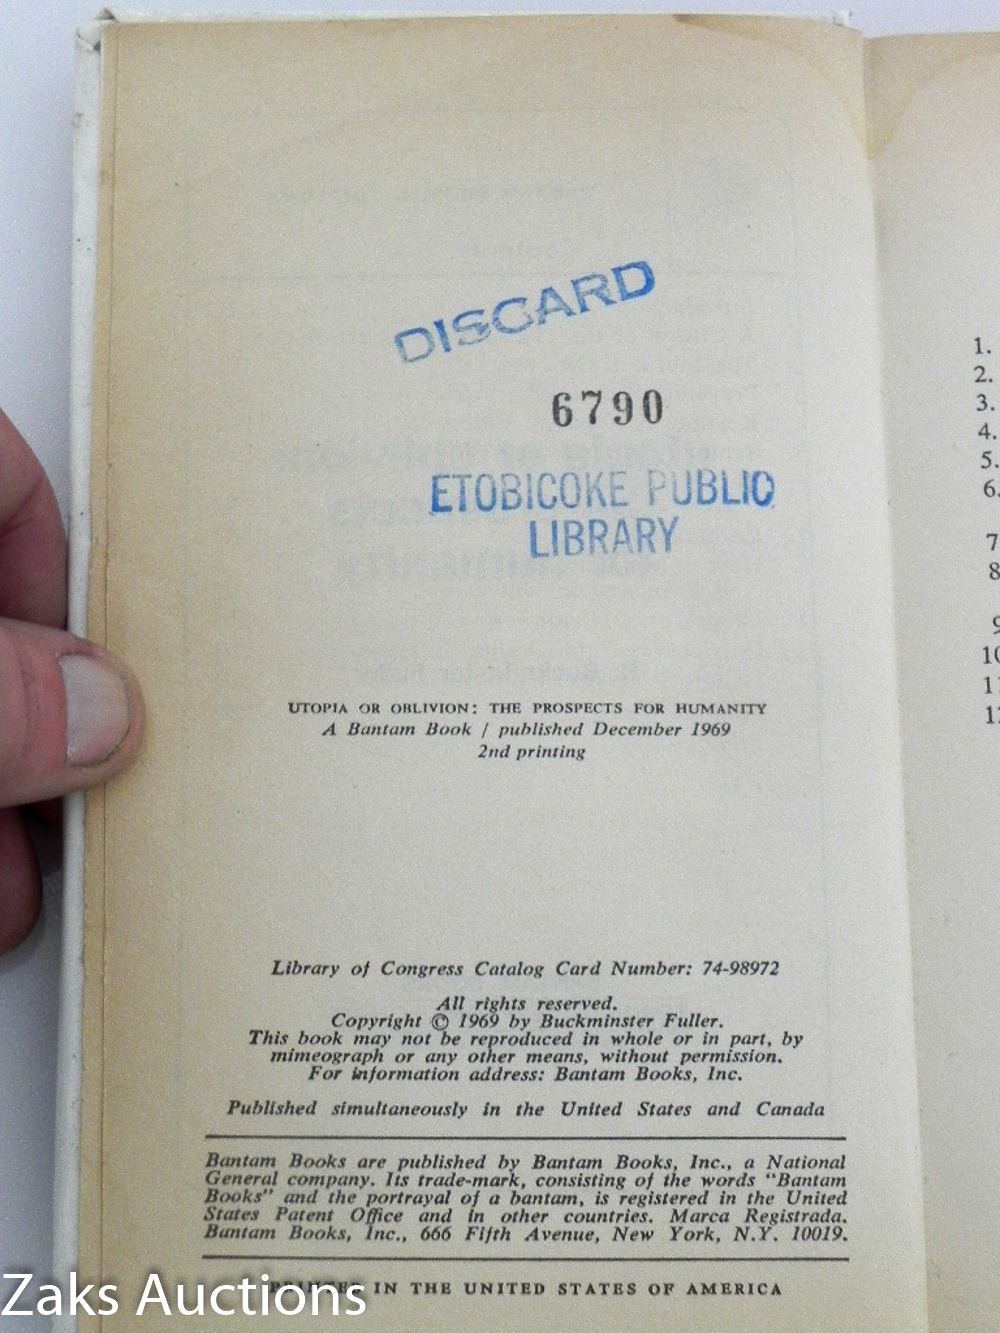 DISCARD
6790
ETOBICOKE PUBLIC
LIBRARY
UTOPIA OR OBLIVION: THE PROSPECTS FOR HUMANITY
A Bantam Book / published December 1969
2nd printing
Library of Congress Catalog Card Number: 74-98972
All rights reserved.
Copyright © 1969 by Buckminster Fuller.
This book may not be reproduced in whole or in part, by
mimeograph or any other means, without permission.
For information address: Bantam Books, Inc.
Published simultaneously in the United States and Canada
Bantam Books are published by Bantam Books, Inc., a National
General company. Its trade-mark, consisting of the words "Bantam
Books" and the portrayal of a bantam, is registered in the United
States Patent Office and in other countries. Marca Registrada.
Bantam Books, Inc., 666 Fifth Avenue, New York, N.Y. 10019.
PRINTED IN THE UNITED STATES OF AMERICA
Zaks Auctions
1.
2.
3.
4.
5.
6.
7
8
9
10
11